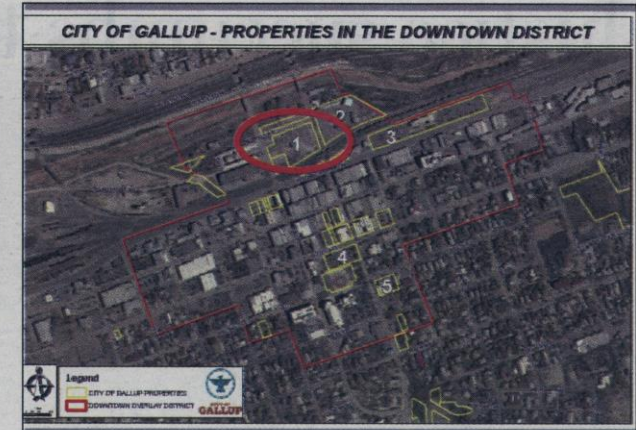 CITY OF GALLUP - PROPERTIES IN THE DOWNTOWN DISTRICT
2
1
3
4
5
Legend
CITY OF GALLUP PROPERTIES
DOWNTOWN OVERLAY DISTRICT
GALLUP